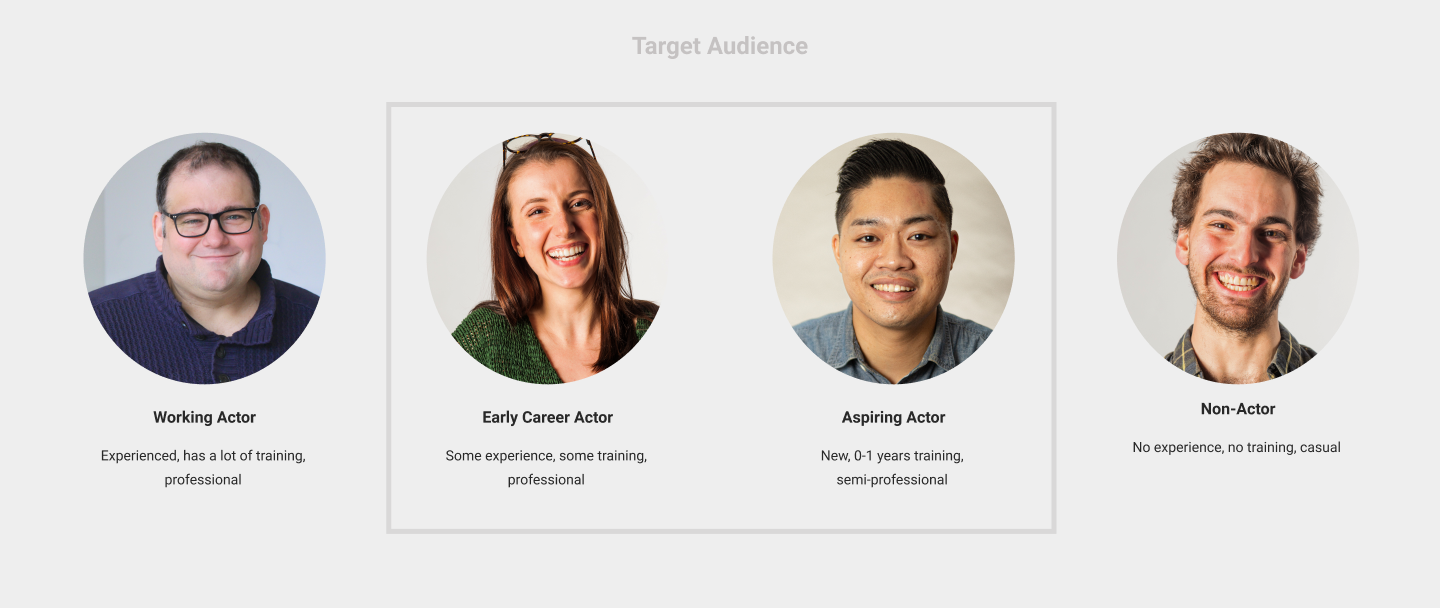 Target Audience
Working Actor
Experienced, has a lot of training,
professional
Early Career Actor
Some experience, some training,
professional
Aspiring Actor
New, 0-1 years training,
semi-professional
Non-Actor
No experience, no training, casual